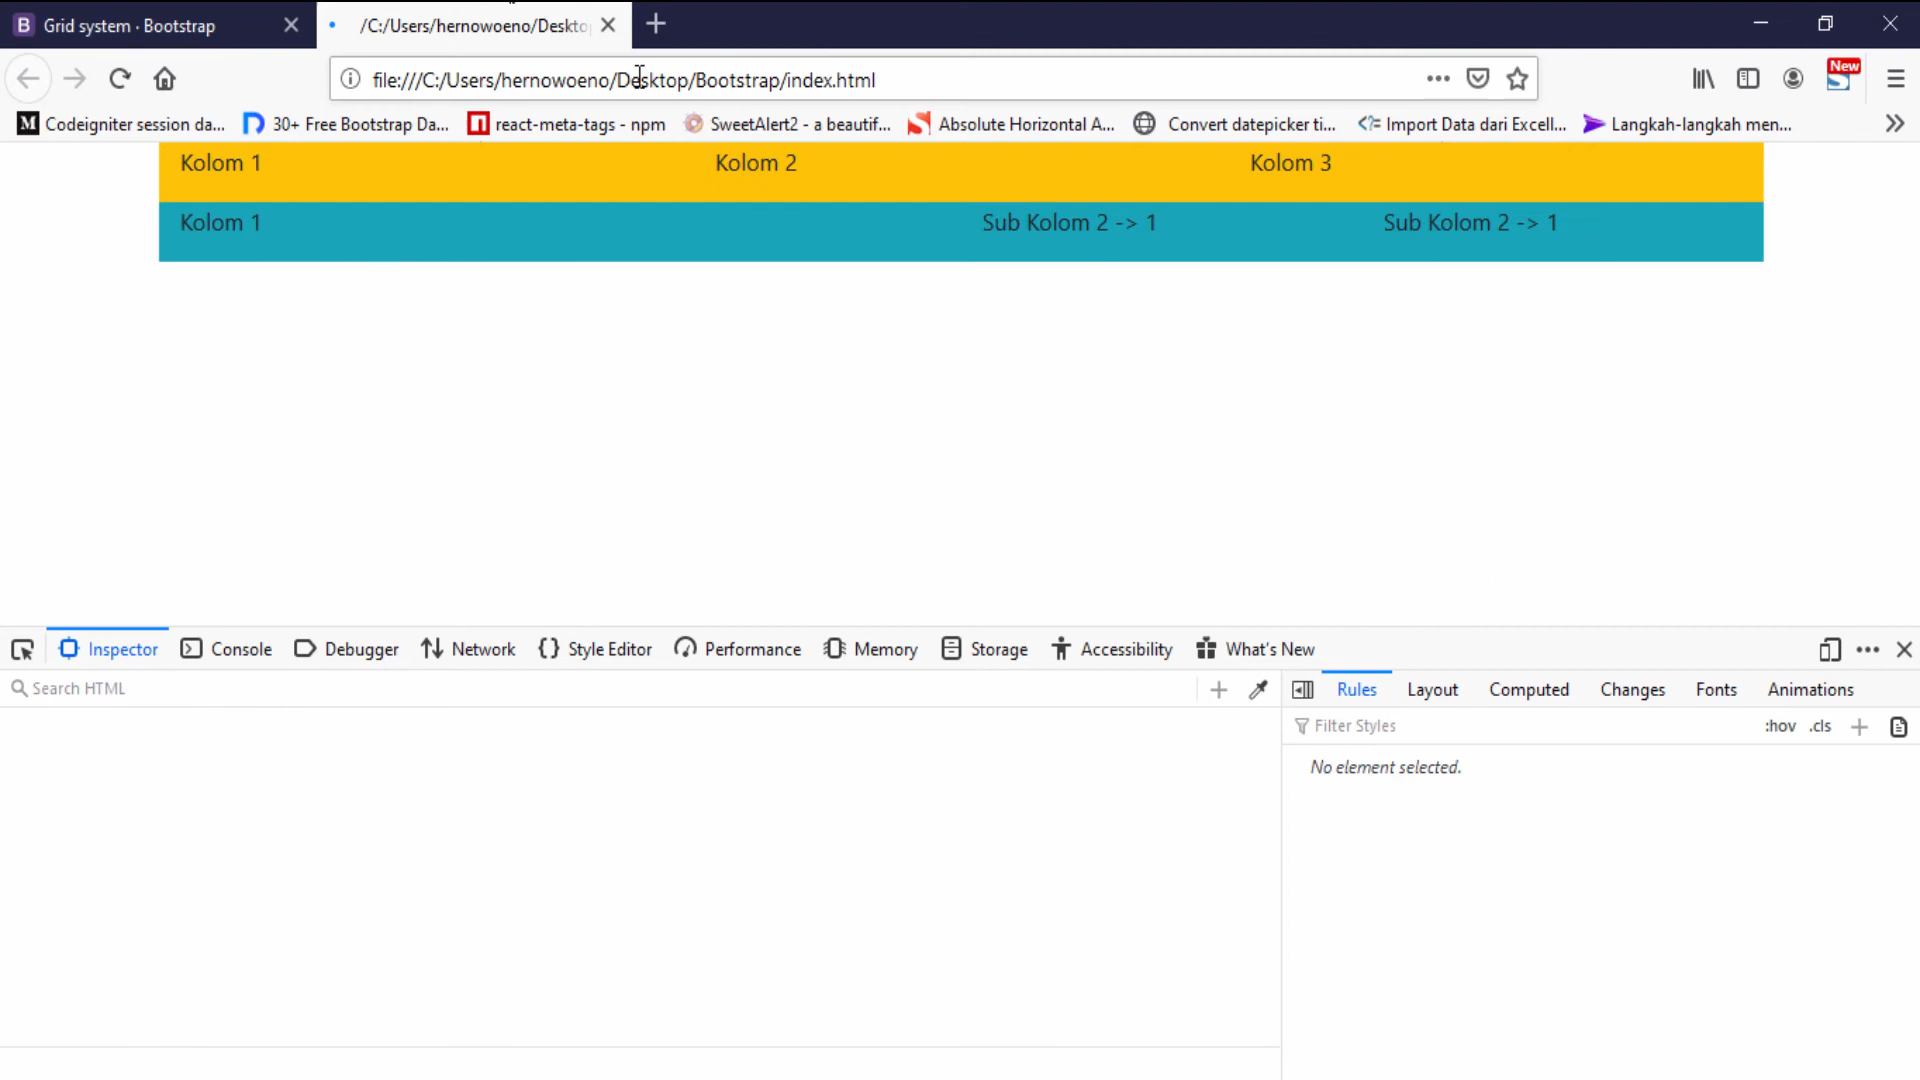 B Grid system · Bootstrap
/C:/Users/hernowoeno/Deskto
file:///C:/Users/hernowoeno/Desktop/Bootstrap/index.html
New
M Codeigniter session da... 30+ Free Bootstrap Da... react-meta-tags - npm SweetAlert2 - a beautif... Absolute Horizontal A... Convert datepicker ti... Import Data dari Excell... Langkah-langkah men...
Kolom 1 Kolom 2 Kolom 3
Kolom 1 Sub Kolom 2 -> 1 Sub Kolom 2 -> 1
Inspector Console Debugger Network {} Style Editor Performance Memory Storage Accessibility What's New
Search HTML
Rules Layout Computed Changes Fonts Animations
Filter Styles :hov .cls
No element selected.